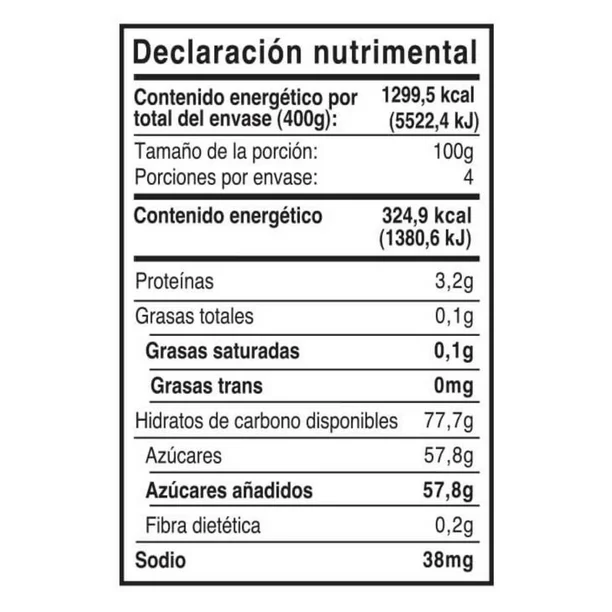 Declaración nutrimental
Contenido energético por total del envase (400g): 1299,5 kcal (5522,4 kJ)
Tamaño de la porción: 100g
Porciones por envase: 4
Contenido energético 324,9 kcal
(1380,6 kJ)
Proteínas 3,2g
Grasas totales 0,1g
Grasas saturadas 0,1g
Grasas trans 0mg
Hidratos de carbono disponibles 77,7g
Azúcares 57,8g
Azúcares añadidos 57,8g
Fibra dietética 0,2g
Sodio 38mg